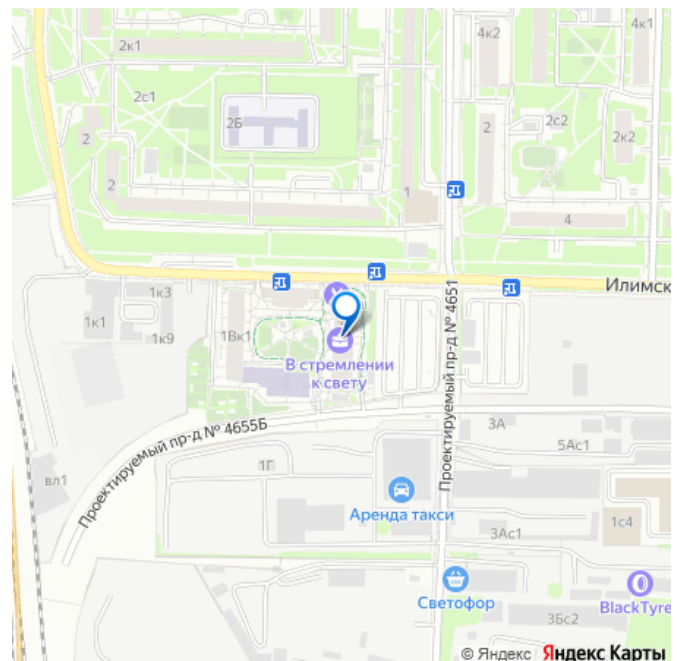 2к1
4к2
4к1
2с1
2Б
2
2
2
2с2
2к2
1
4
Илимск
1к3
1к1
1к9
1Вк1
В стремлении
к свету
Проектируемый пр-д № 4651
Проектируемый пр-д № 4655Б
3А
5Ас1
1Г
вл1
Аренда такси
3Ас1
1с4
Светофор
BlackTyre
3Бс2
© Яндекс Яндекс Карты